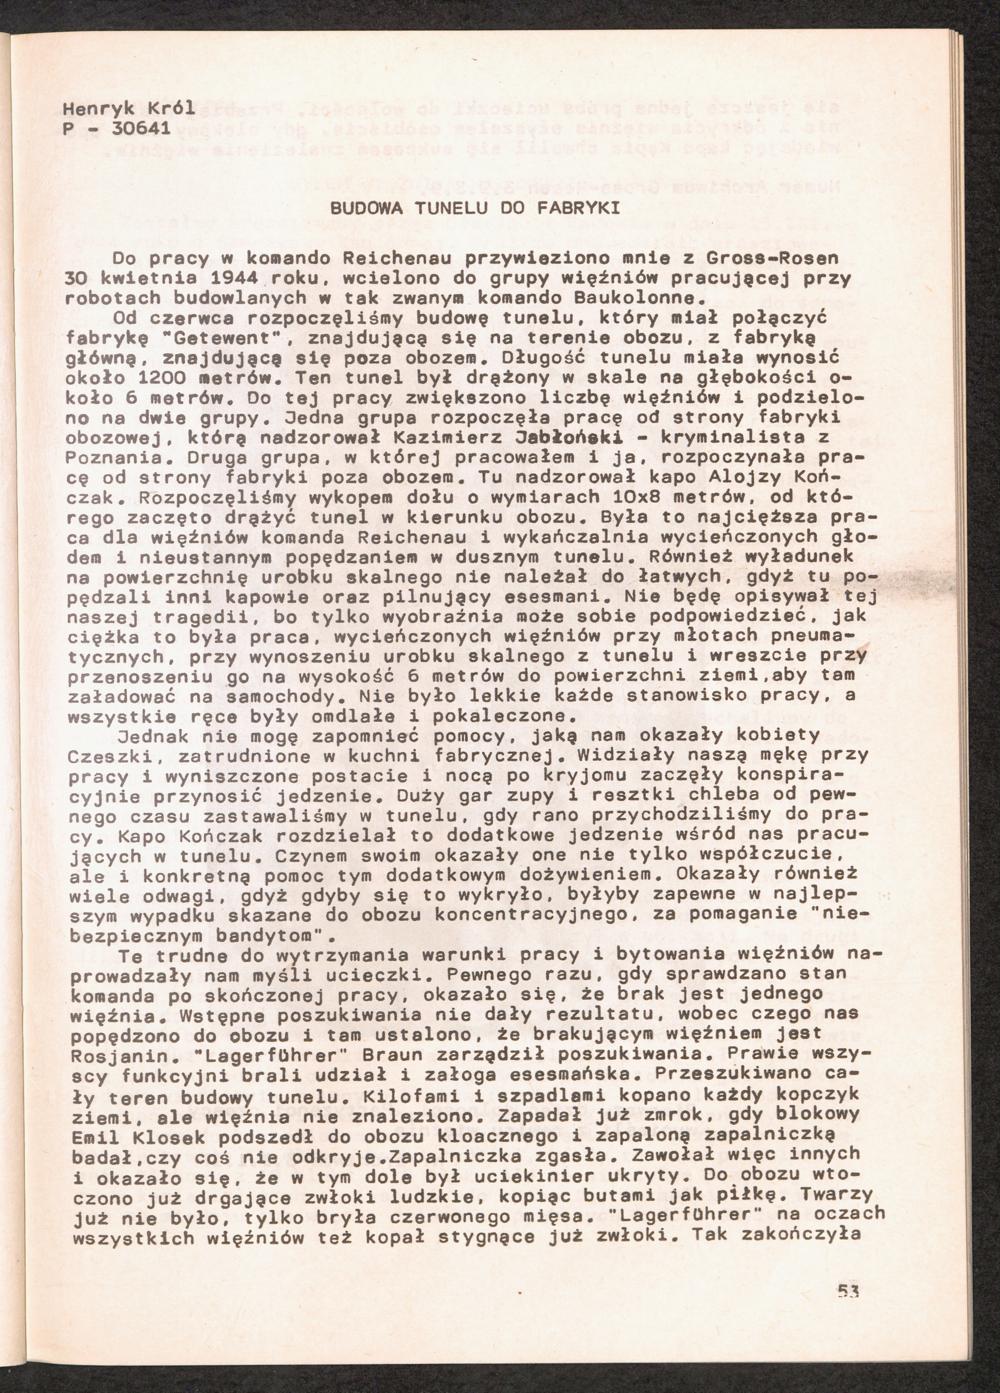 Henryk Król
P - 30641
BUDOWA TUNELU DO FABRYKI
Do pracy w komando Reichenau przywieziono mnie z Gross-Rosen
30 kwietnia 1944 roku, wcielono do grupy więźniów pracującej przy
robotach budowlanych w tak zwanym komando Baukolonne.
Od czerwca rozpoczęliśmy budowę tunelu, który miał połączyć
fabrykę "Getewent", znajdującą się na terenie obozu, z fabryką
główną, znajdującą się poza obozem. Długość tunelu miała wynosić
około 1200 metrów. Ten tunel był drążony w skale na głębokości o-
koło 6 metrów. Do tej pracy zwiększono liczbę więźniów i podzielo-
no na dwie grupy. Jedna grupa rozpoczęła pracę od strony fabryki
obozowej, którą nadzorował Kazimierz Jabłoński - kryminalista z
Poznania. Druga grupa, w której pracowałem i ja, rozpoczynała pra-
cę od strony fabryki poza obozem. Tu nadzorował kapo Alojzy Koń-
czak. Rozpoczęliśmy wykopem dołu o wymiarach 10x8 metrów, od któ-
rego zaczęto drążyć tunel w kierunku obozu. Była to najcięższa pra-
ca dla więźniów komanda Reichenau i wykańczalnia wycieńczonych gło-
dem i nieustannym popędzaniem w dusznym tunelu. Również wyładunek
na powierzchnię urobku skalnego nie należał do łatwych, gdyż tu po-
pędzali inni kapowie oraz pilnujący esesmani. Nie będę opisywał tej
naszej tragedii, bo tylko wyobraźnia może sobie podpowiedzieć, jak
ciężka to była praca, wycieńczonych więźniów przy młotach pneuma-
tycznych, przy wynoszeniu urobku skalnego z tunelu i wreszcie przy
przenoszeniu go na wysokość 6 metrów do powierzchni ziemi,aby tam
załadować na samochody. Nie było lekkie każde stanowisko pracy, a
wszystkie ręce były omdlałe i pokaleczone.
Jednak nie mogę zapomnieć pomocy, jaką nam okazały kobiety
Czeszki, zatrudnione w kuchni fabrycznej. Widziały naszą mękę przy
pracy i wyniszczone postacie i nocą po kryjomu zaczęły konspira-
cyjnie przynosić jedzenie. Duży gar zupy i resztki chleba od pew-
nego czasu zastawaliśmy w tunelu, gdy rano przychodziliśmy do pra-
cy. Kapo Kończak rozdzielał to dodatkowe jedzenie wśród nas pracu-
jących w tunelu. Czynem swoim okazały one nie tylko współczucie,
ale i konkretną pomoc tym dodatkowym dożywieniem. Okazały również
wiele odwagi, gdyż gdyby się to wykryło, byłyby zapewne w najlep-
szym wypadku skazane do obozu koncentracyjnego, za pomaganie "nie-
bezpiecznym bandytom".
Te trudne do wytrzymania warunki pracy i bytowania więźniów na-
prowadzały nam myśli ucieczki. Pewnego razu, gdy sprawdzano stan
komanda po skończonej pracy, okazało się, że brak jest jednego
więźnia. Wstępne poszukiwania nie dały rezultatu, wobec czego nas
popędzono do obozu i tam ustalono, że brakującym więźniem jest
Rosjanin. "Lagerführer" Braun zarządził poszukiwania. Prawie wszy-
scy funkcyjni brali udział i załoga esesmańska. Przeszukiwano ca-
ły teren budowy tunelu. Kilofami i szpadlami kopano każdy kopczyk
ziemi, ale więźnia nie znaleziono. Zapadał już zmrok, gdy blokowy
Emil Klosek podszedł do obozu kloacznego i zapaloną zapalniczką
badał,czy coś nie odkryje.Zapalniczka zgasła. Zawołał więc innych
i okazało się, że w tym dole był uciekinier ukryty. Do obozu wto-
czono już drgające zwłoki ludzkie, kopiąc butami jak piłkę. Twarzy
już nie było, tylko bryła czerwonego mięsa. "Lagerführer" na oczach
wszystkich więźniów też kopał stygnące już zwłoki. Tak zakończyła
53